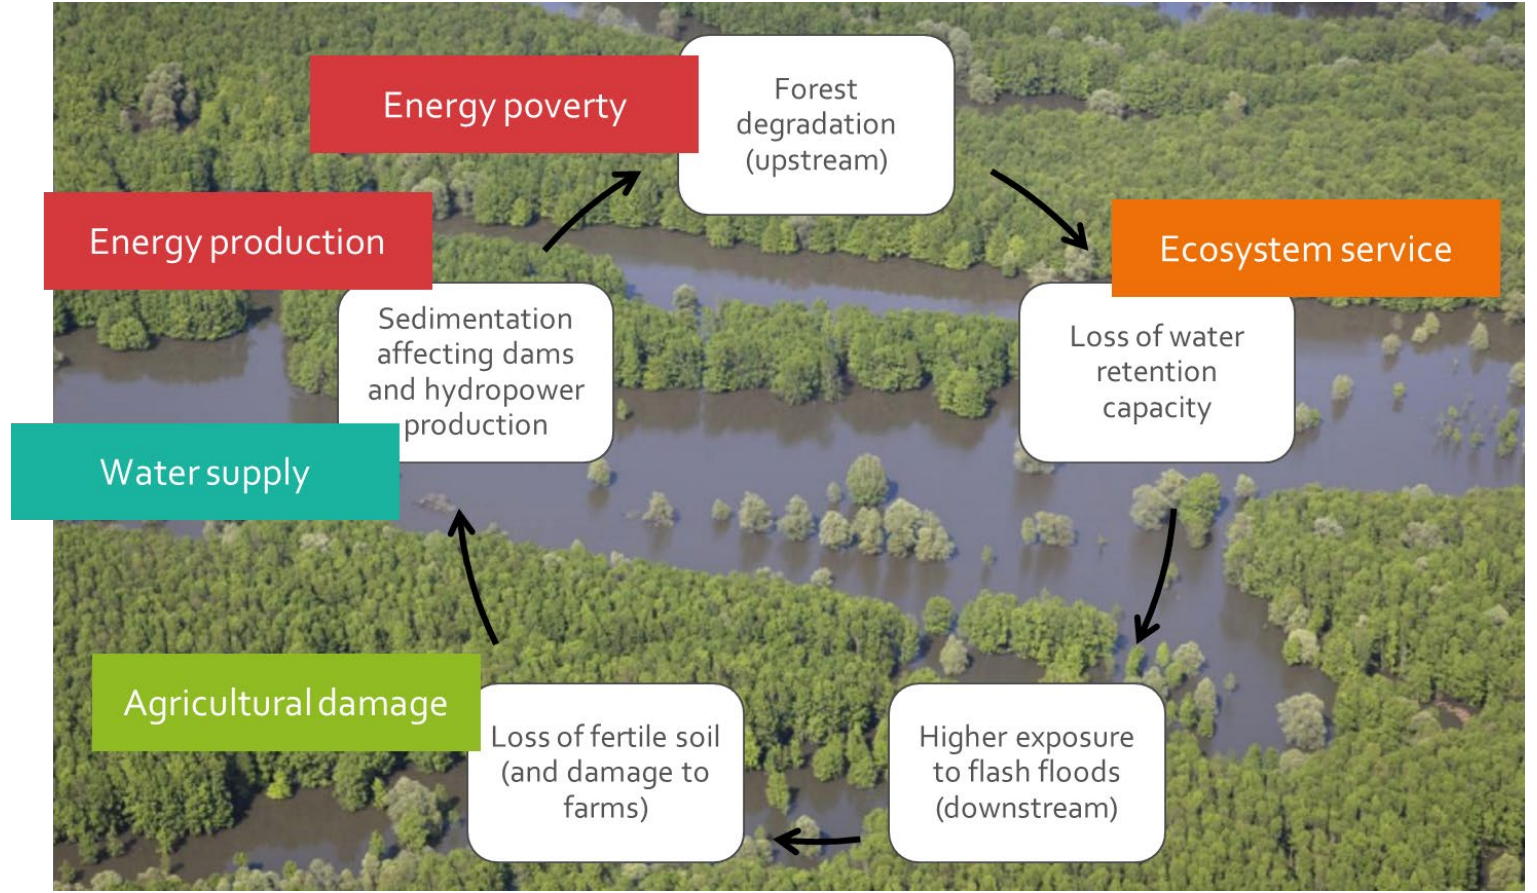 Energy poverty
Forest
degradation
(upstream)
Energy production
Ecosystem service
Sedimentation
affecting dams
and hydropower
production
Loss of water
retention
capacity
Water supply
Agricultural damage
Loss of fertile soil
(and damage to
farms)
Higher exposure
to flash floods
(downstream)